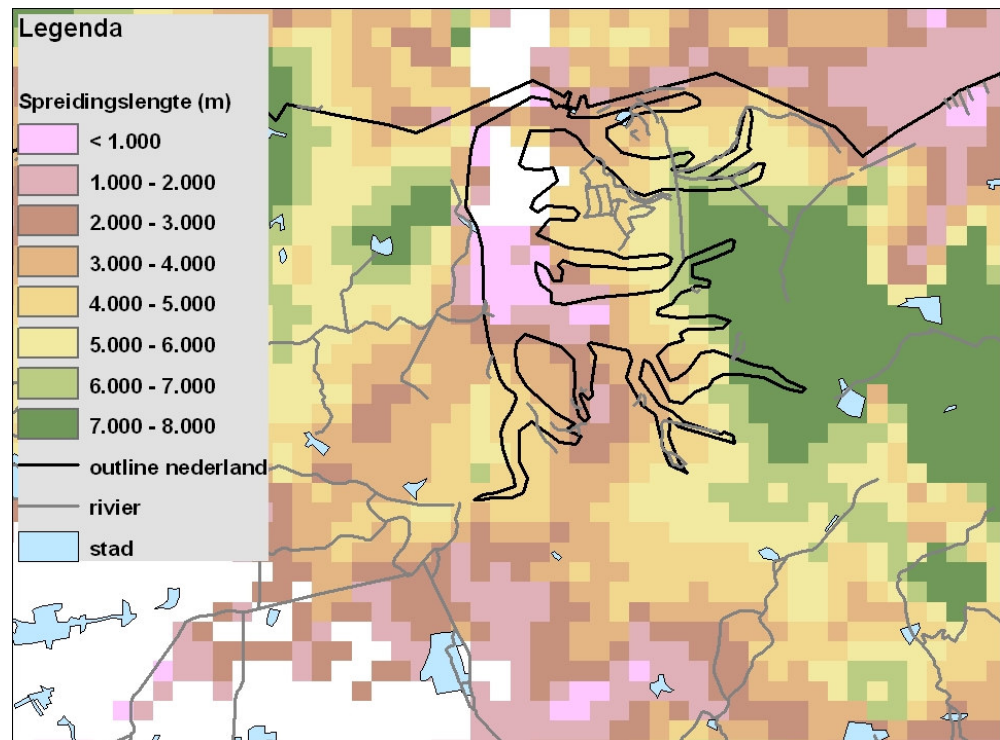 Legenda
Spreidingslengte (m)
< 1.000
1.000 - 2.000
2.000 - 3.000
3.000 - 4.000
4.000 - 5.000
5.000 - 6.000
6.000 - 7.000
7.000 - 8.000
outline nederland
rivier
stad